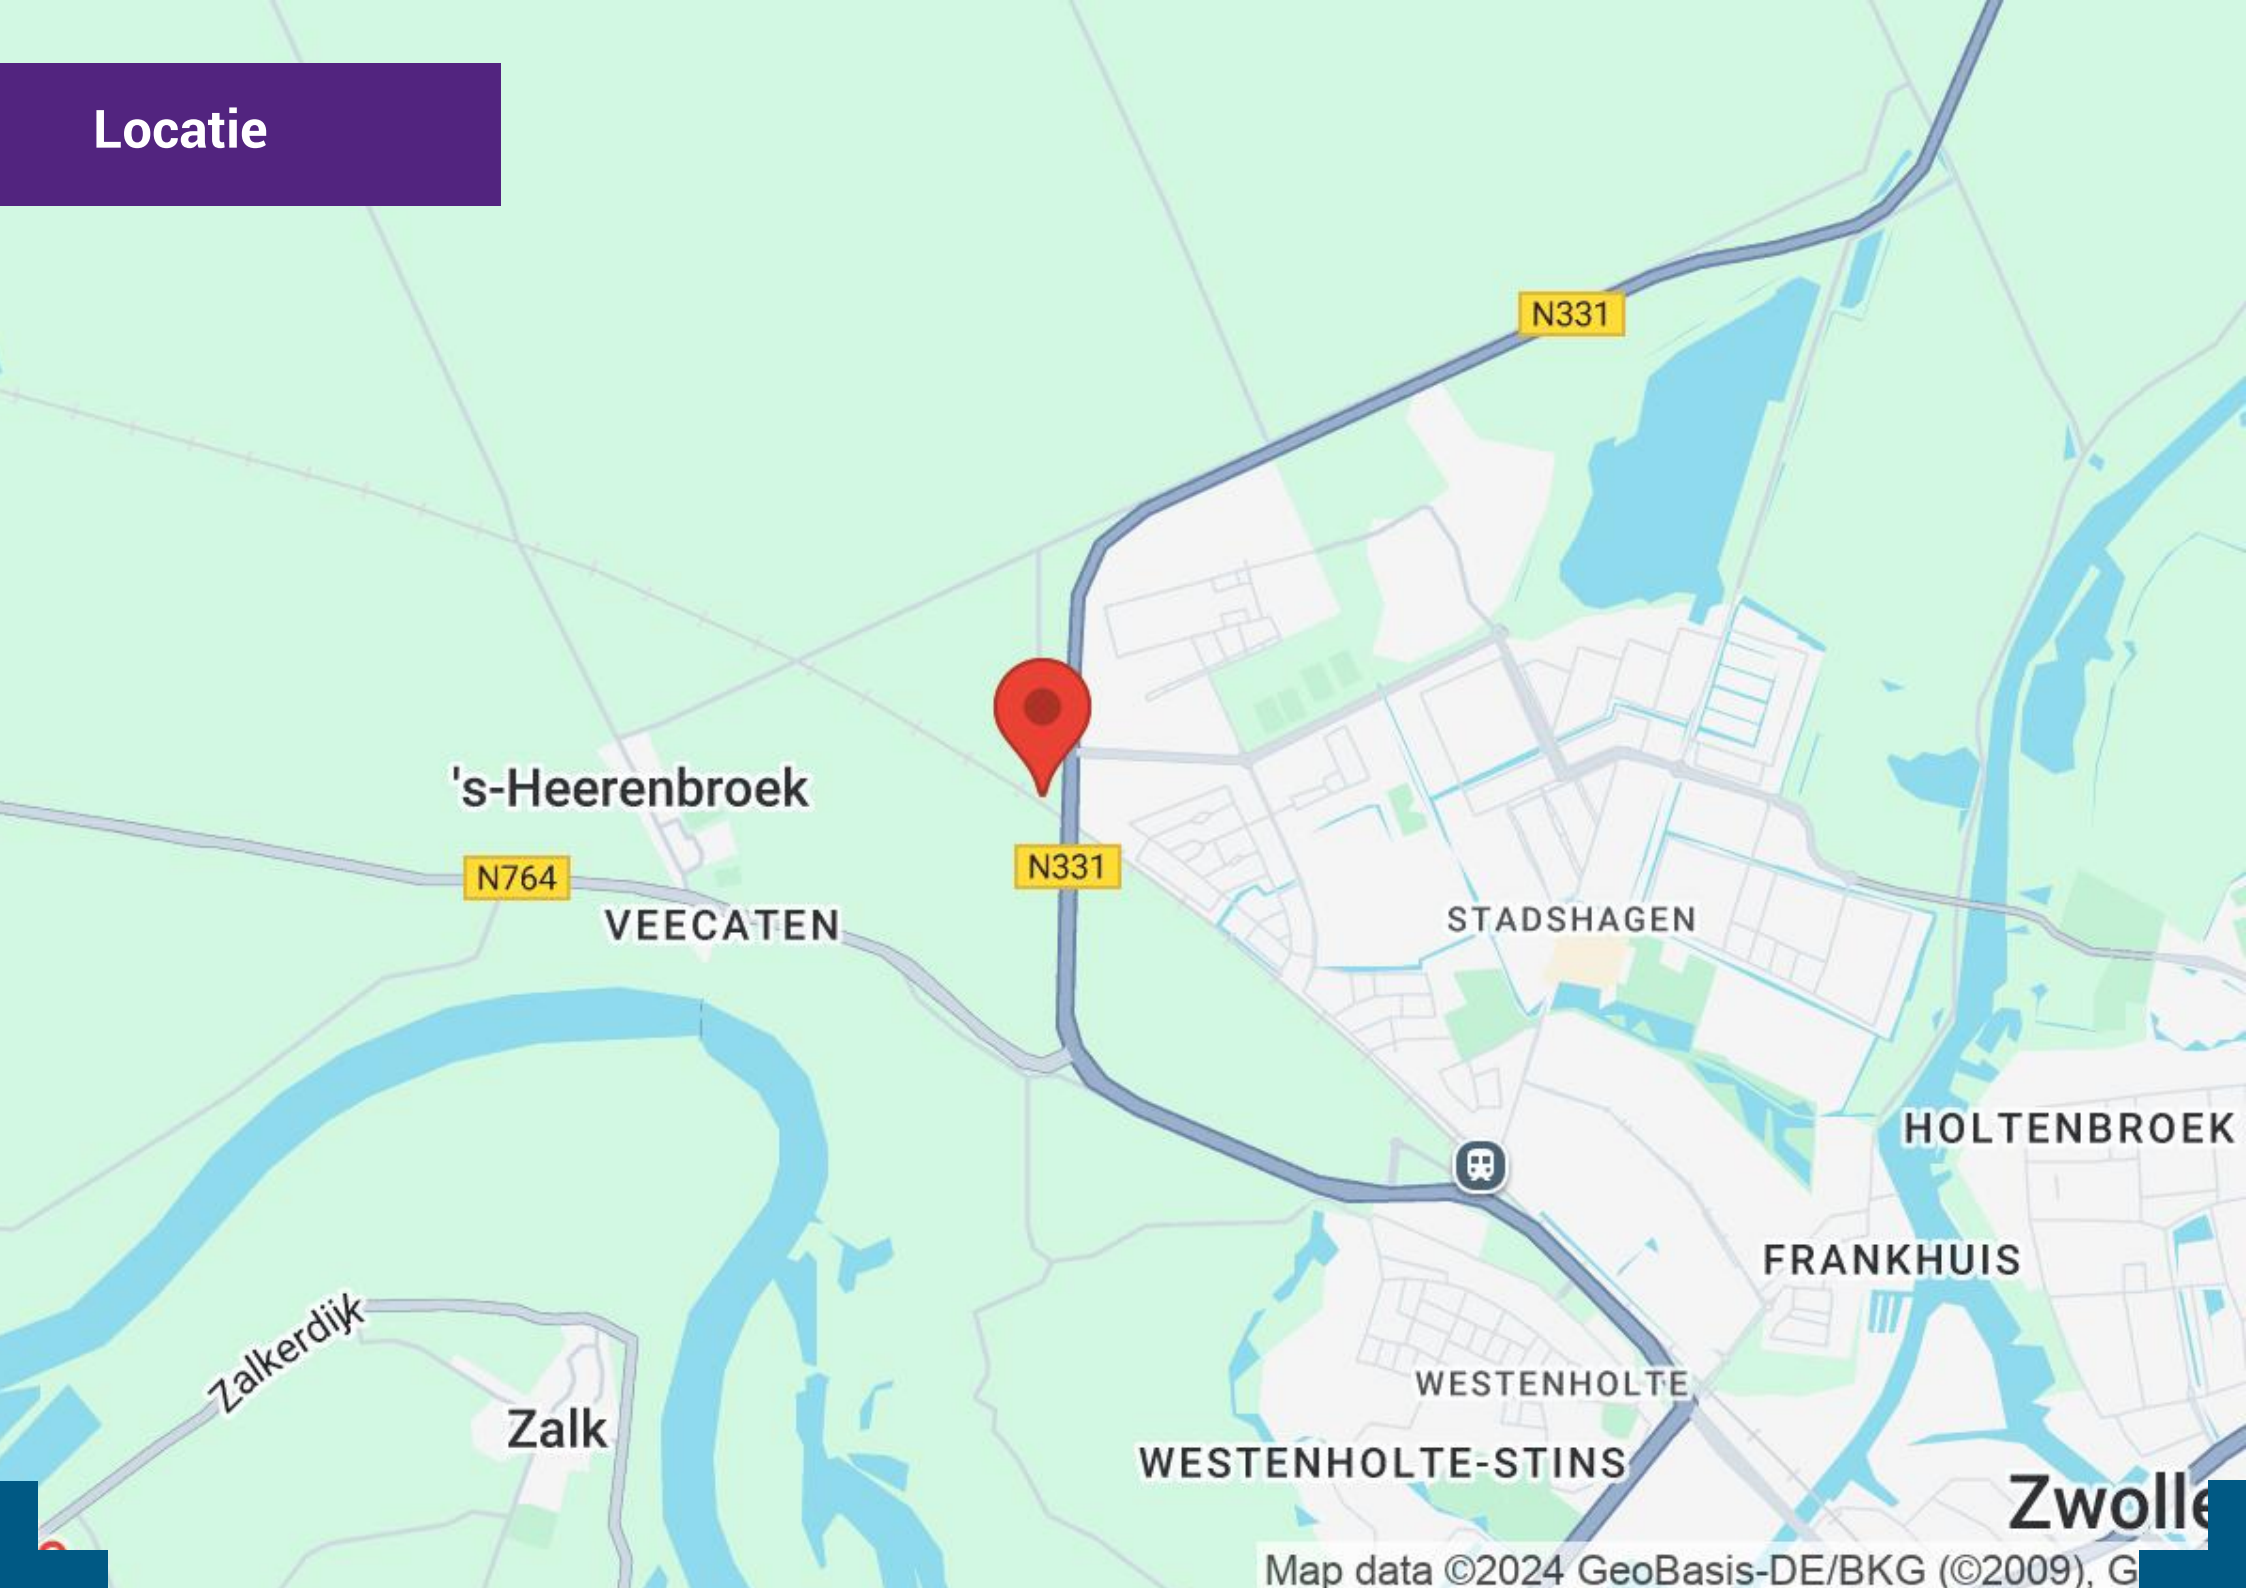 Locatie
N331
's-Heerenbroek
N764
N331
VEECATEN
STADSHAGEN
HOLTENBROEK
FRANKHUIS
Zalkerdijk
WESTENHOLTE
Zalk
WESTENHOLTE-STINS
Zwolle
Map data ©2024 GeoBasis-DE/BKG (©2009), G